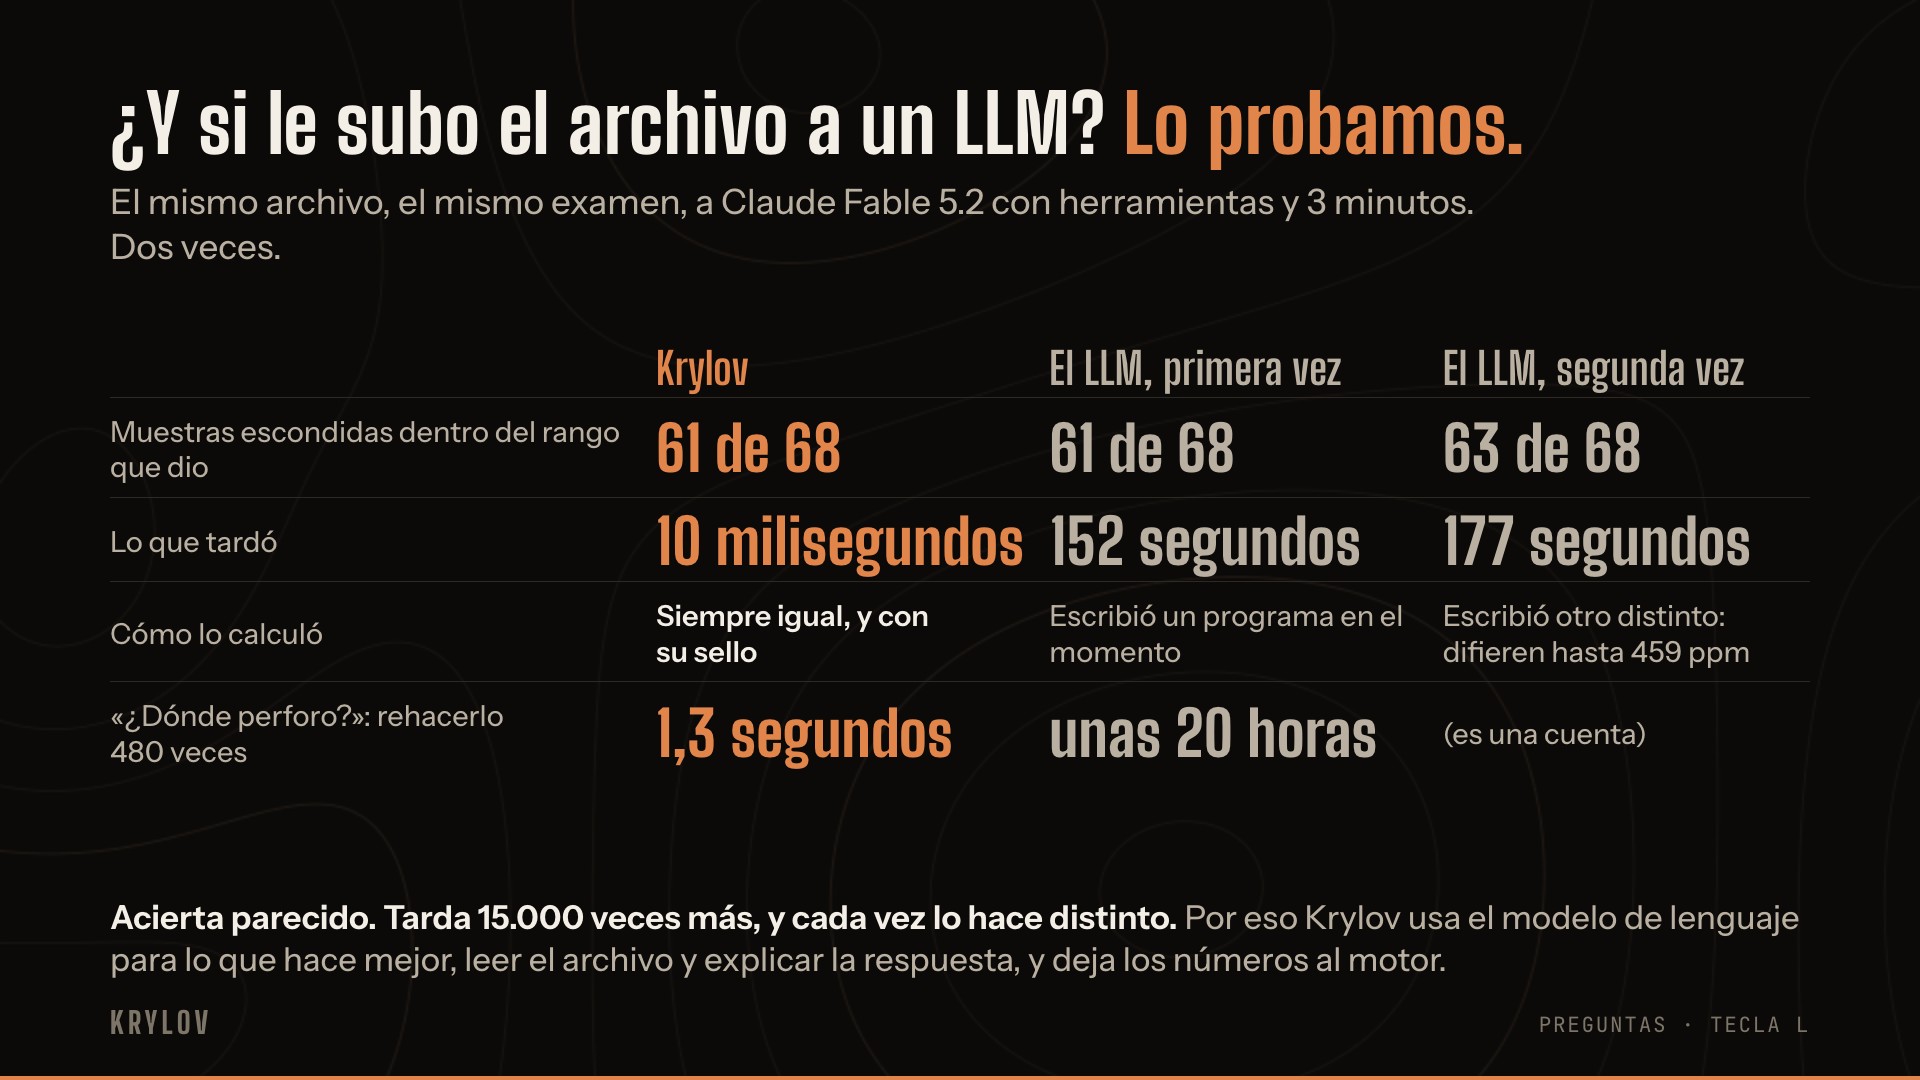 ¿Y si le subo el archivo a un LLM? Lo probamos.
El mismo archivo, el mismo examen, a Claude Fable 5.2 con herramientas y 3 minutos.
Dos veces.
Krylov
El LLM, primera vez
El LLM, segunda vez
Muestras escondidas dentro del rango
que dio
61 de 68
61 de 68
63 de 68
Lo que tardó
10 milisegundos
152 segundos
177 segundos
Cómo lo calculó
Siempre igual, y con
su sello
Escribió un programa en el
momento
Escribió otro distinto:
difieren hasta 459 ppm
«¿Dónde perforo?»: rehacerlo
480 veces
1,3 segundos
unas 20 horas
(es una cuenta)
Acierta parecido. Tarda 15.000 veces más, y cada vez lo hace distinto. Por eso Krylov usa el modelo de lenguaje
para lo que hace mejor, leer el archivo y explicar la respuesta, y deja los números al motor.
KRYLOV
PREGUNTAS · TECLA L